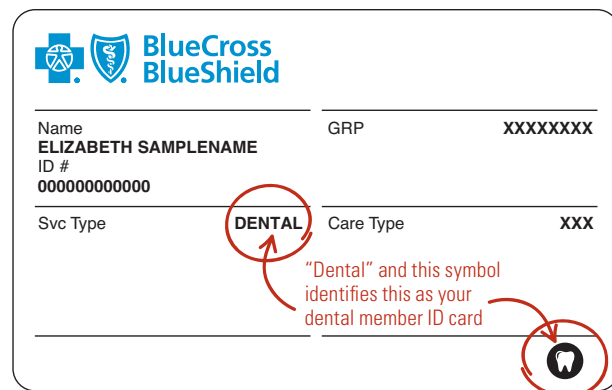 BlueCross
BlueShield
Name
ELIZABETH SAMPLENAME
ID #
000000000000
GRP XXXXXXXX
Svc Type DENTAL
Care Type XXX
“Dental” and this symbol
identifies this as your
dental member ID card